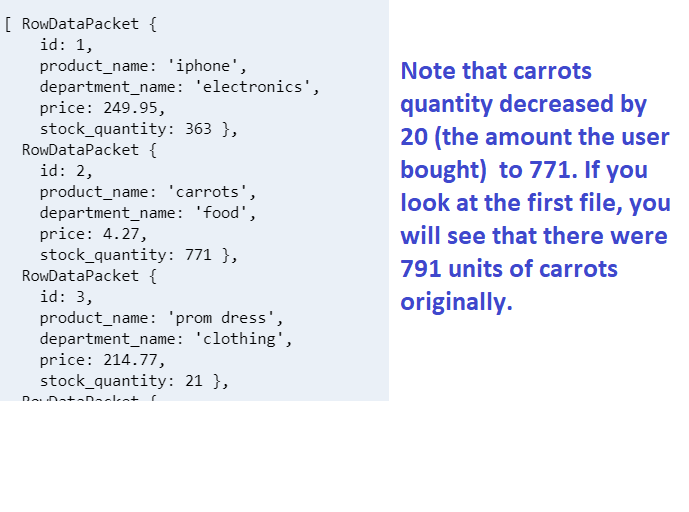 [ RowDataPacket {
id: 1,
product_name: 'iphone',
department_name: 'electronics',
price: 249.95,
stock_quantity: 363 },
RowDataPacket {
id: 2,
product_name: 'carrots',
department_name: 'food',
price: 4.27,
stock_quantity: 771 },
RowDataPacket {
id: 3,
product_name: 'prom dress',
department_name: 'clothing',
price: 214.77,
stock_quantity: 21 },
RowDataPacket {
Note that carrots
quantity decreased by
20 (the amount the user
bought) to 771. If you
look at the first file, you
will see that there were
791 units of carrots
originally.